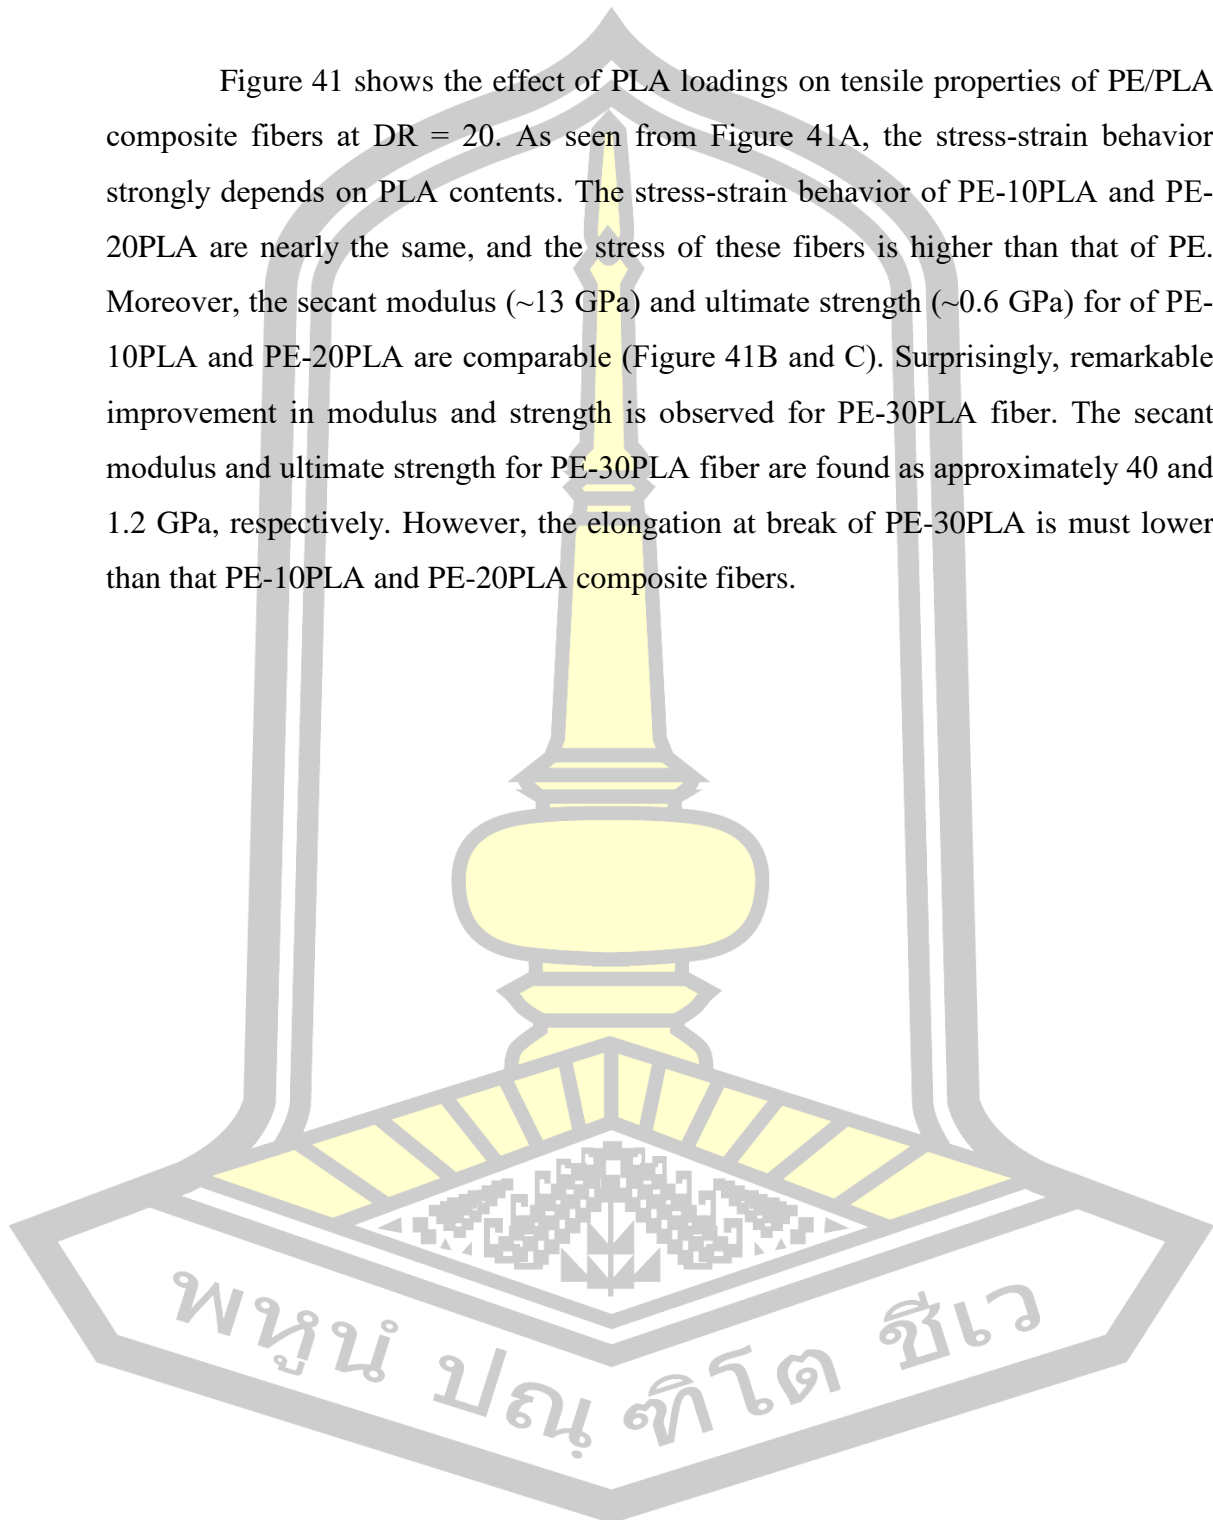 Figure 41 shows the effect of PLA loadings on tensile properties of PE/PLA
composite fibers at DR = 20. As seen from Figure 41A, the stress-strain behavior
strongly depends on PLA contents. The stress-strain behavior of PE-10PLA and PE-
20PLA are nearly the same, and the stress of these fibers is higher than that of PE.
Moreover, the secant modulus (~13 GPa) and ultimate strength (~0.6 GPa) for of PE-
10PLA and PE-20PLA are comparable (Figure 41B and C). Surprisingly, remarkable
improvement in modulus and strength is observed for PE-30PLA fiber. The secant
modulus and ultimate strength for PE-30PLA fiber are found as approximately 40 and
1.2 GPa, respectively. However, the elongation at break of PE-30PLA is must lower
than that PE-10PLA and PE-20PLA composite fibers.
พหูนํ ปณฺ ฑิโต ชีเว